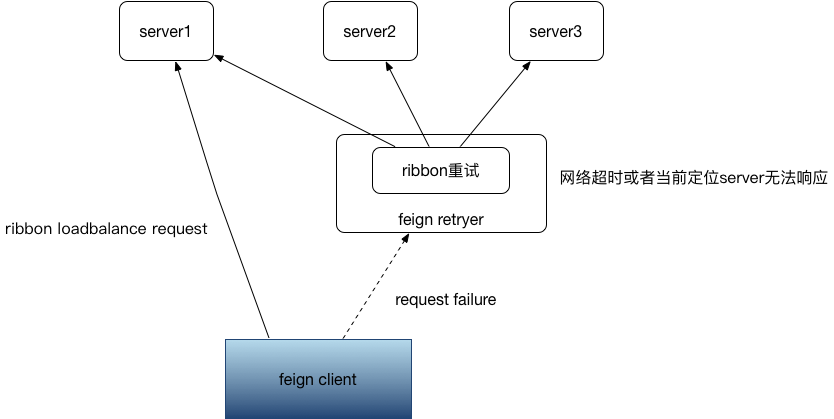 server1
server2
server3
ribbon重试
网络超时或者当前定位server无法响应
feign retryer
ribbon loadbalance request
request failure
feign client